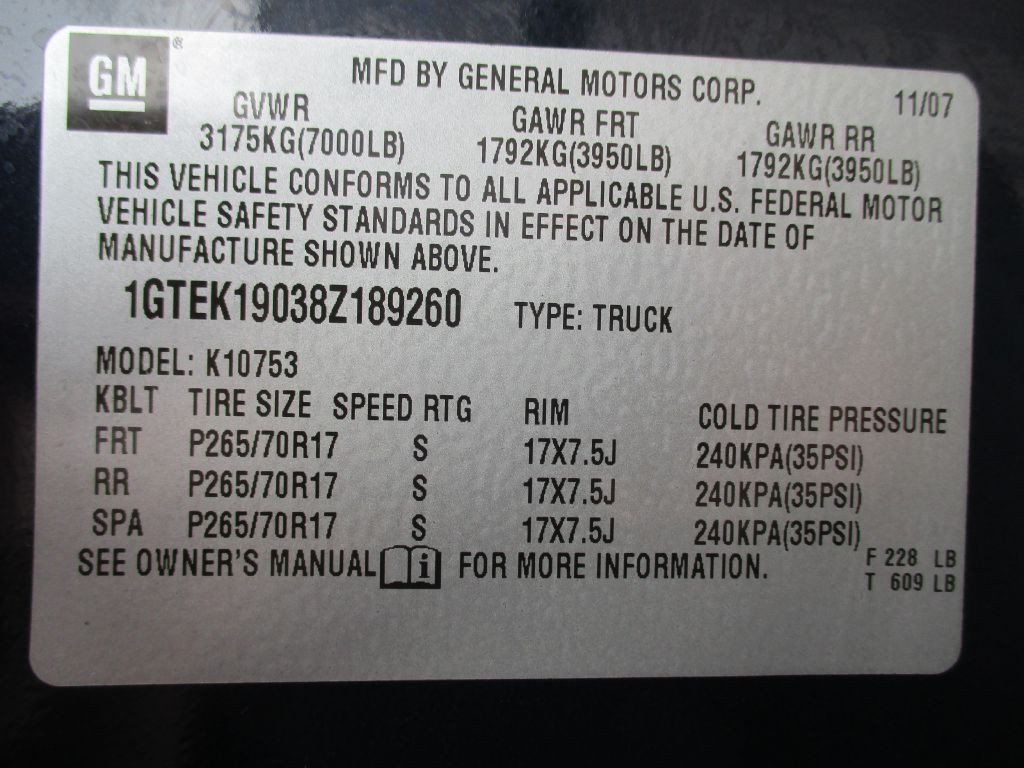 GM ®
MFD BY GENERAL MOTORS CORP.
11/07
GVWR GAWR FRT GAWR RR
3175KG(7000LB) 1792KG(3950LB) 1792KG(3950LB)
THIS VEHICLE CONFORMS TO ALL APPLICABLE U.S. FEDERAL MOTOR
VEHICLE SAFETY STANDARDS IN EFFECT ON THE DATE OF
MANUFACTURE SHOWN ABOVE.
1GTEK19038Z189260 TYPE: TRUCK
MODEL: K10753
KBLT TIRE SIZE SPEED RTG RIM COLD TIRE PRESSURE
FRT P265/70R17 S 17X7.5J 240KPA(35PSI)
RR P265/70R17 S 17X7.5J 240KPA(35PSI)
SPA P265/70R17 S 17X7.5J 240KPA(35PSI)
SEE OWNER'S MANUAL i FOR MORE INFORMATION.
F 228 LB
T 609 LB